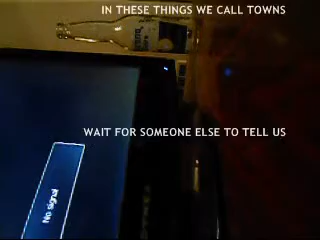 IN THESE THINGS WE CALL TOWNS
WAIT FOR SOMEONE ELSE TO TELL US
No signal